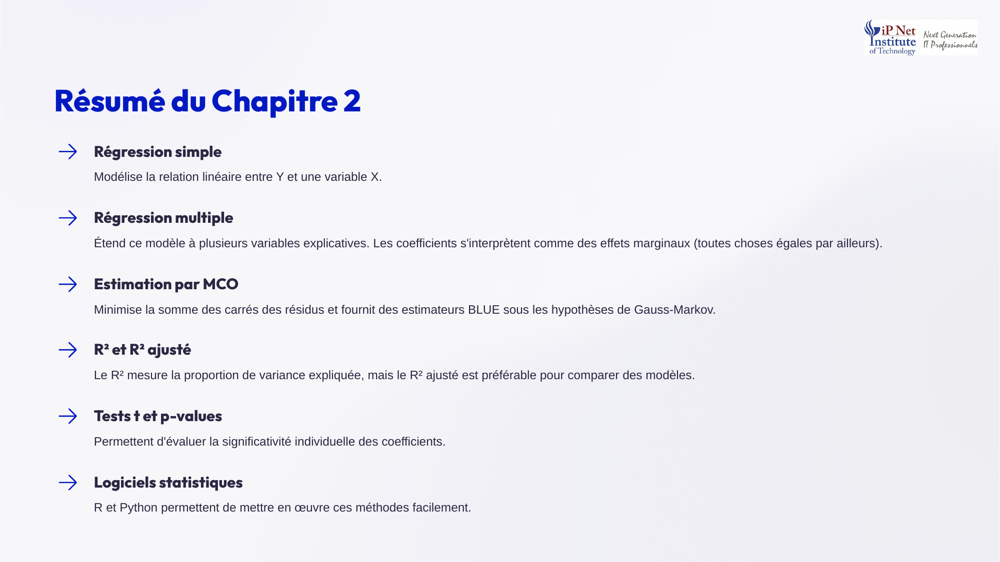 iP Net
Institute
of Technology
Next Generation
IT Professionnels
Résumé du Chapitre 2
Régression simple
Modélise la relation linéaire entre Y et une variable X.
Régression multiple
Étend ce modèle à plusieurs variables explicatives. Les coefficients s'interprètent comme des effets marginaux (toutes choses égales par ailleurs).
Estimation par MCO
Minimise la somme des carrés des résidus et fournit des estimateurs BLUE sous les hypothèses de Gauss-Markov.
R² et R² ajusté
Le R² mesure la proportion de variance expliquée, mais le R² ajusté est préférable pour comparer des modèles.
Tests t et p-values
Permettent d'évaluer la significativité individuelle des coefficients.
Logiciels statistiques
R et Python permettent de mettre en œuvre ces méthodes facilement.